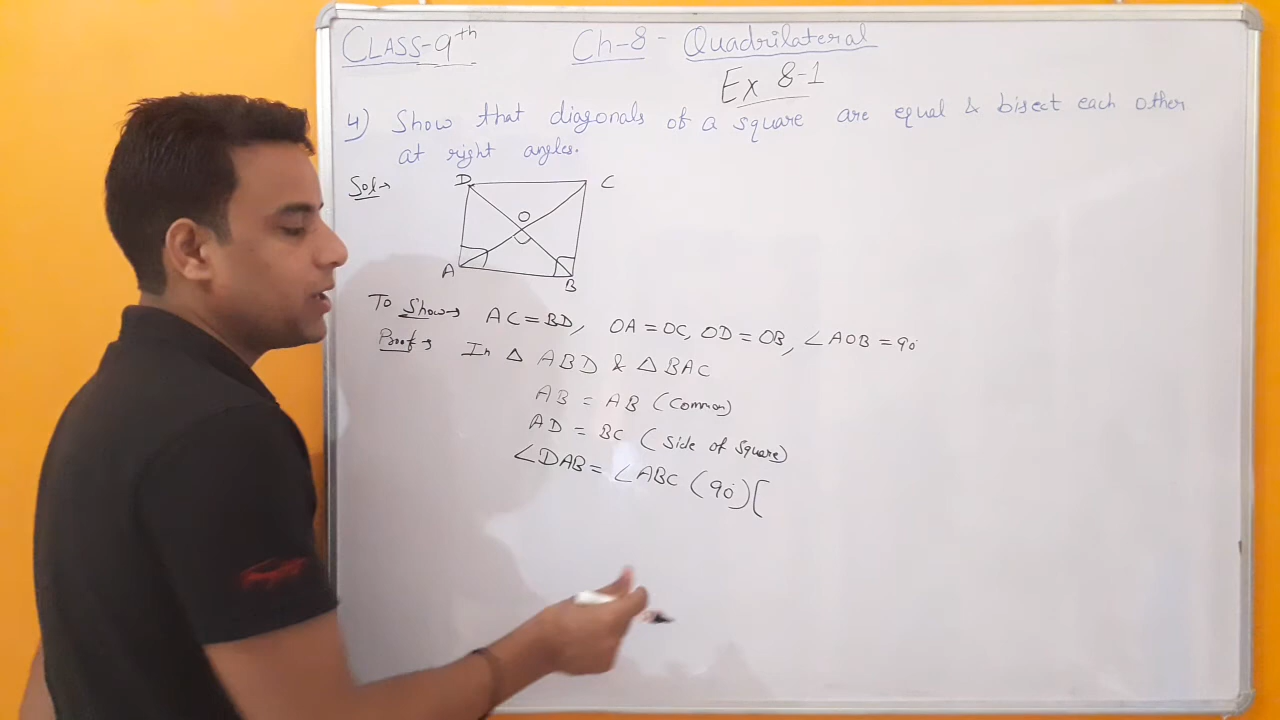 CLASS-9th Ch-8 - Quadrilateral
Ex 8-1
4) Show that diagonals of a square are equal & bisect each other
at right angles.
Sol→
D C
O
A B
To Show→ AC=BD, OA=OC, OD=OB, ∠AOB=90°
Proof→ In △ ABD & △BAC
AB = AB (Common)
AD = BC (Side of Square)
∠DAB = ∠ABC (90°) [